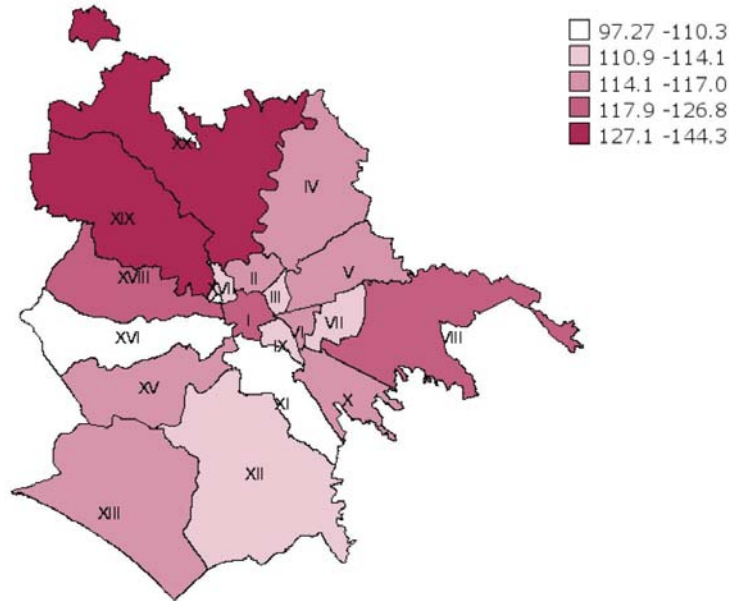 97.27 -110.3
110.9 -114.1
114.1 -117.0
117.9 -126.8
127.1 -144.3
XX
IV
XIX
XVIII
XVII
II
V
III
I
VI
VII
VIII
XVI
IX
XV
XI
X
XII
XIII